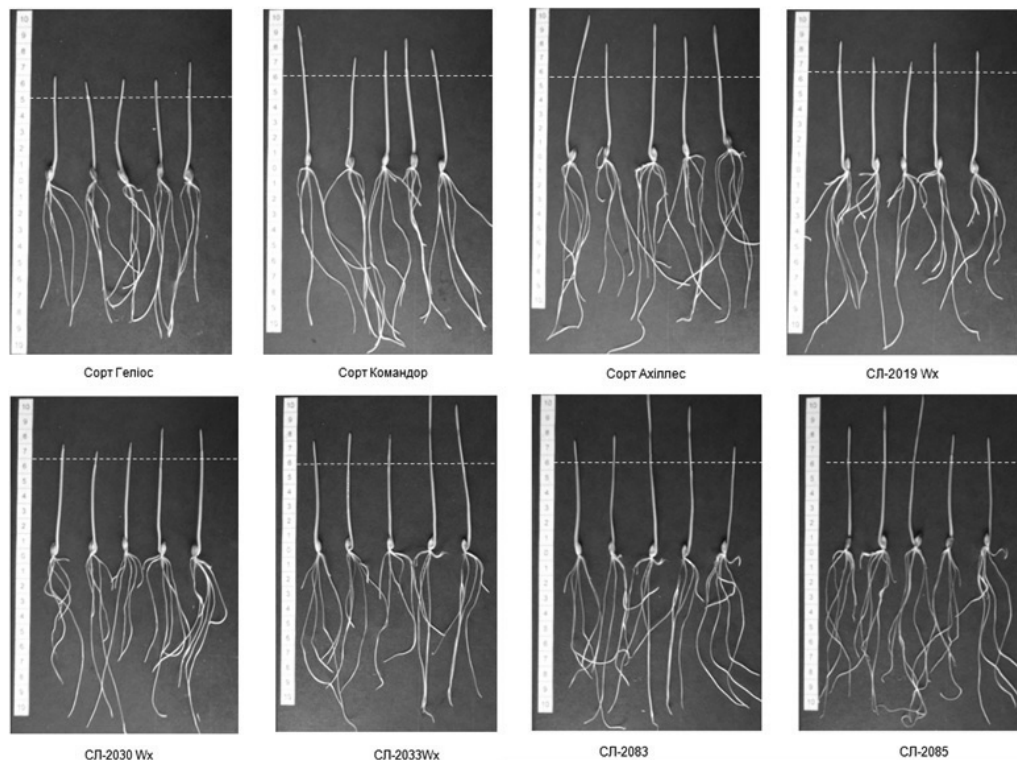 Сорт Геліос
Сорт Командор
Сорт Ахіллес
СЛ-2019 Wx
СЛ-2030 Wx
СЛ-2033Wx
СЛ-2083
СЛ-2085